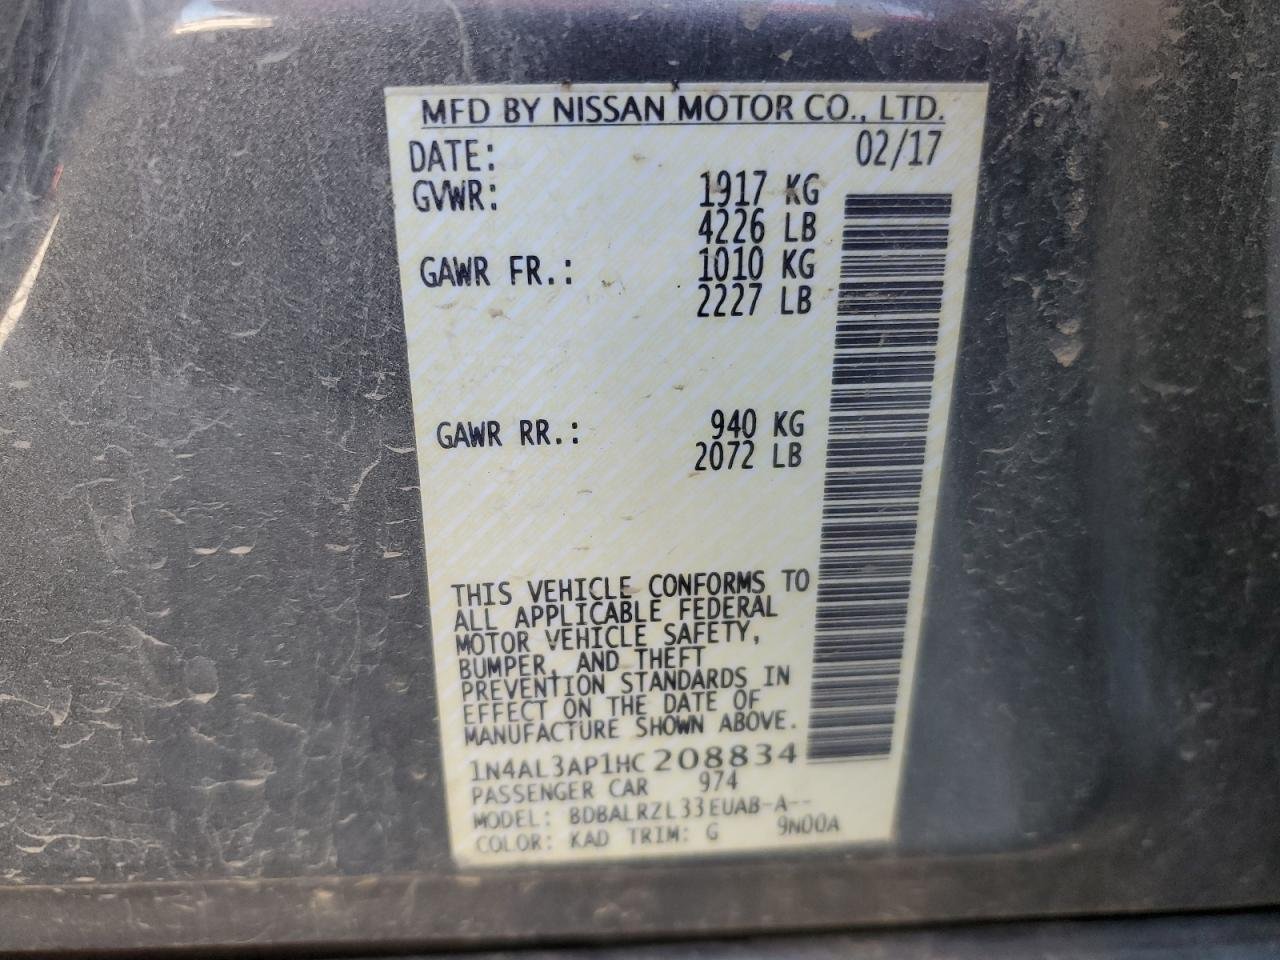 MFD BY NISSAN MOTOR CO., LTD.
DATE: 02/17
GVWR: 1917 KG
4226 LB
GAWR FR.: 1010 KG
2227 LB
GAWR RR.: 940 KG
2072 LB
THIS VEHICLE CONFORMS TO
ALL APPLICABLE FEDERAL
MOTOR VEHICLE SAFETY,
BUMPER, AND THEFT
PREVENTION STANDARDS IN
EFFECT ON THE DATE OF
MANUFACTURE SHOWN ABOVE.
1N4AL3AP1HC208834
PASSENGER CAR 974
MODEL: BDBALRZL33EUAB-A--
COLOR: KAD TRIM: G 9N00A